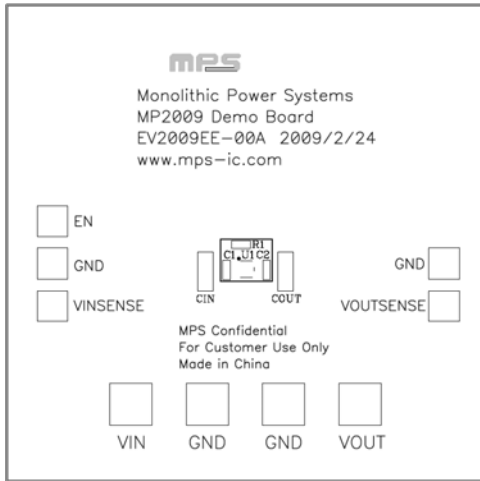 mps
Monolithic Power Systems
MP2009 Demo Board
EV2009EE-00A 2009/2/24
www.mps-ic.com
EN
GND
VINSENSE
R1
C1 U1 C2
CIN
COUT
GND
VOUTSENSE
MPS Confidential
For Customer Use Only
Made in China
VIN GND GND VOUT